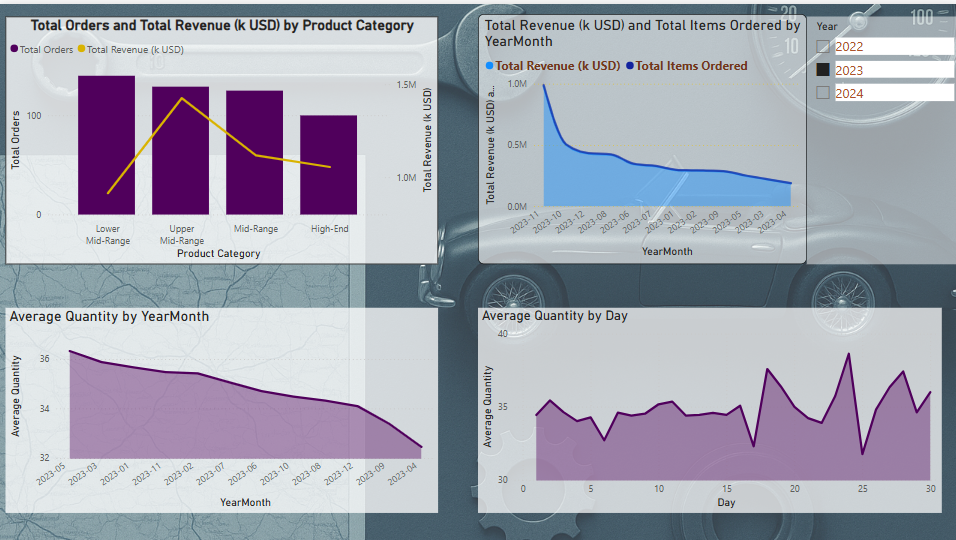 Total Orders and Total Revenue (k USD) by Product Category
Total Orders Total Revenue (k USD)
Total Orders
100
0
1.5M
1.0M
Total Revenue (k USD)
Lower
Mid-Range
Upper
Mid-Range
Mid-Range
High-End
Product Category
Total Revenue (k USD) and Total Items Ordered by
YearMonth
Total Revenue (k USD) Total Items Ordered
Total Revenue (k USD) a...
1.0M
0.5M
0.0M
2023-11
2023-10
2023-12
2023-08
2023-06
2023-07
2023-01
2023-02
2023-09
2023-05
2023-03
2023-04
YearMonth
20
10
100
Year
2022
2023
2024
Average Quantity by YearMonth
Average Quantity
36
34
32
2023-05
2023-03
2023-01
2023-11
2023-02
2023-07
2023-06
2023-10
2023-08
2023-12
2023-09
2023-04
YearMonth
Average Quantity by Day
Average Quantity
40
35
30
0 5 10 15 20 25 30
Day